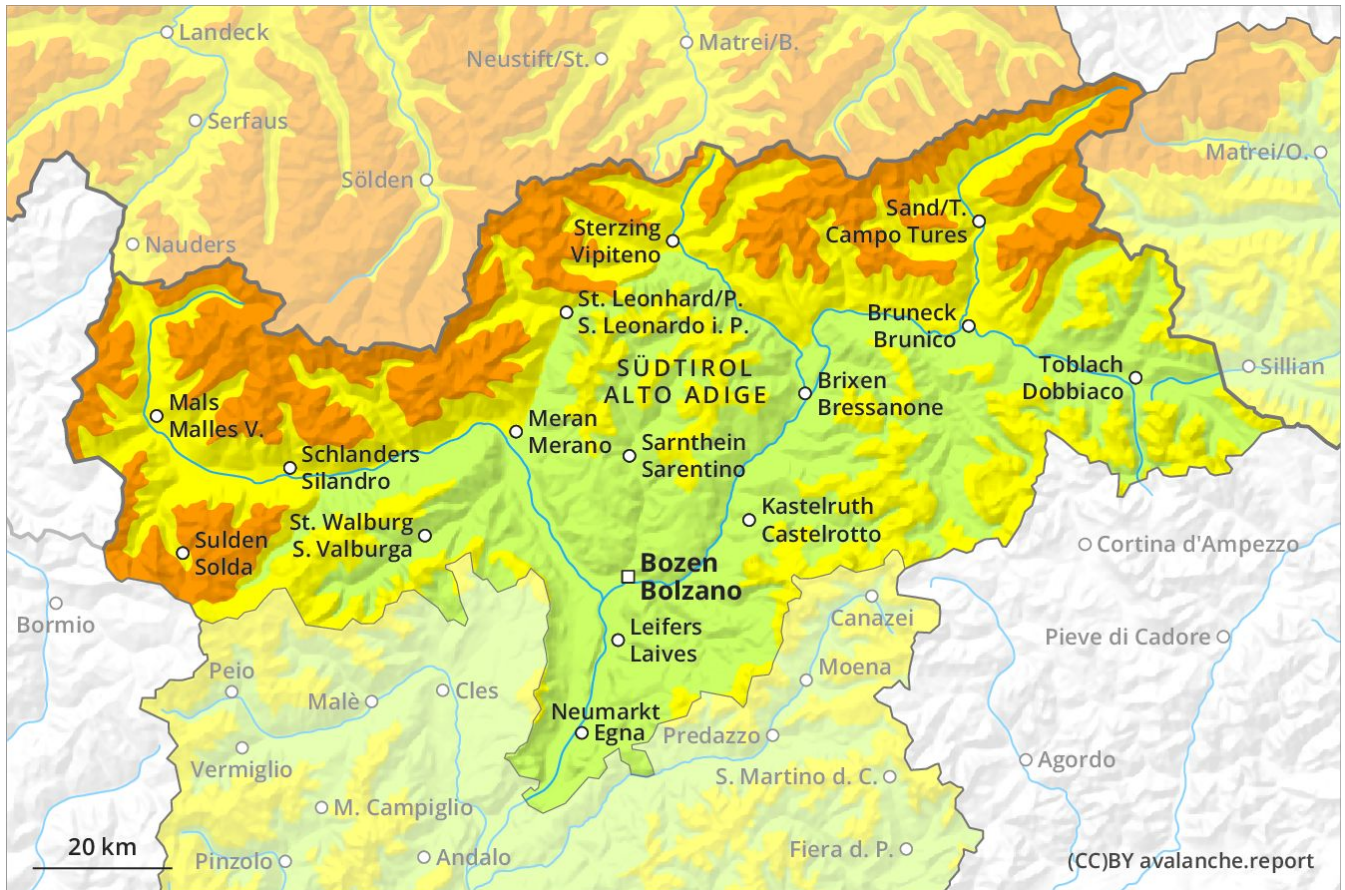 Landeck
Neustift/St.
Matrei/B.
Serfaus
Matrei/O.
Sölden
Sand/T.
Campo Tures
Nauders
Sterzing
Vipiteno
St. Leonhard/P.
S. Leonardo i. P.
Bruneck
Brunico
SÜDTIROL
ALTO ADIGE
Toblach
Dobbiaco
Sillian
Brixen
Bressanone
Mals
Malles V.
Meran
Merano
Sarnthein
Sarentino
Schlanders
Silandro
Kastelruth
Castelrotto
St. Walburg
S. Valburga
Sulden
Solda
Cortina d'Ampezzo
Bozen
Bolzano
Bormio
Canazei
Leifers
Laives
Pieve di Cadore
Peio
Moena
Malè
Cles
Neumarkt
Egna
Predazzo
Vermiglio
Agordo
S. Martino d. C.
M. Campiglio
20 km
Pinzolo
Andalo
Fiera d. P.
(CC)BY avalanche.report